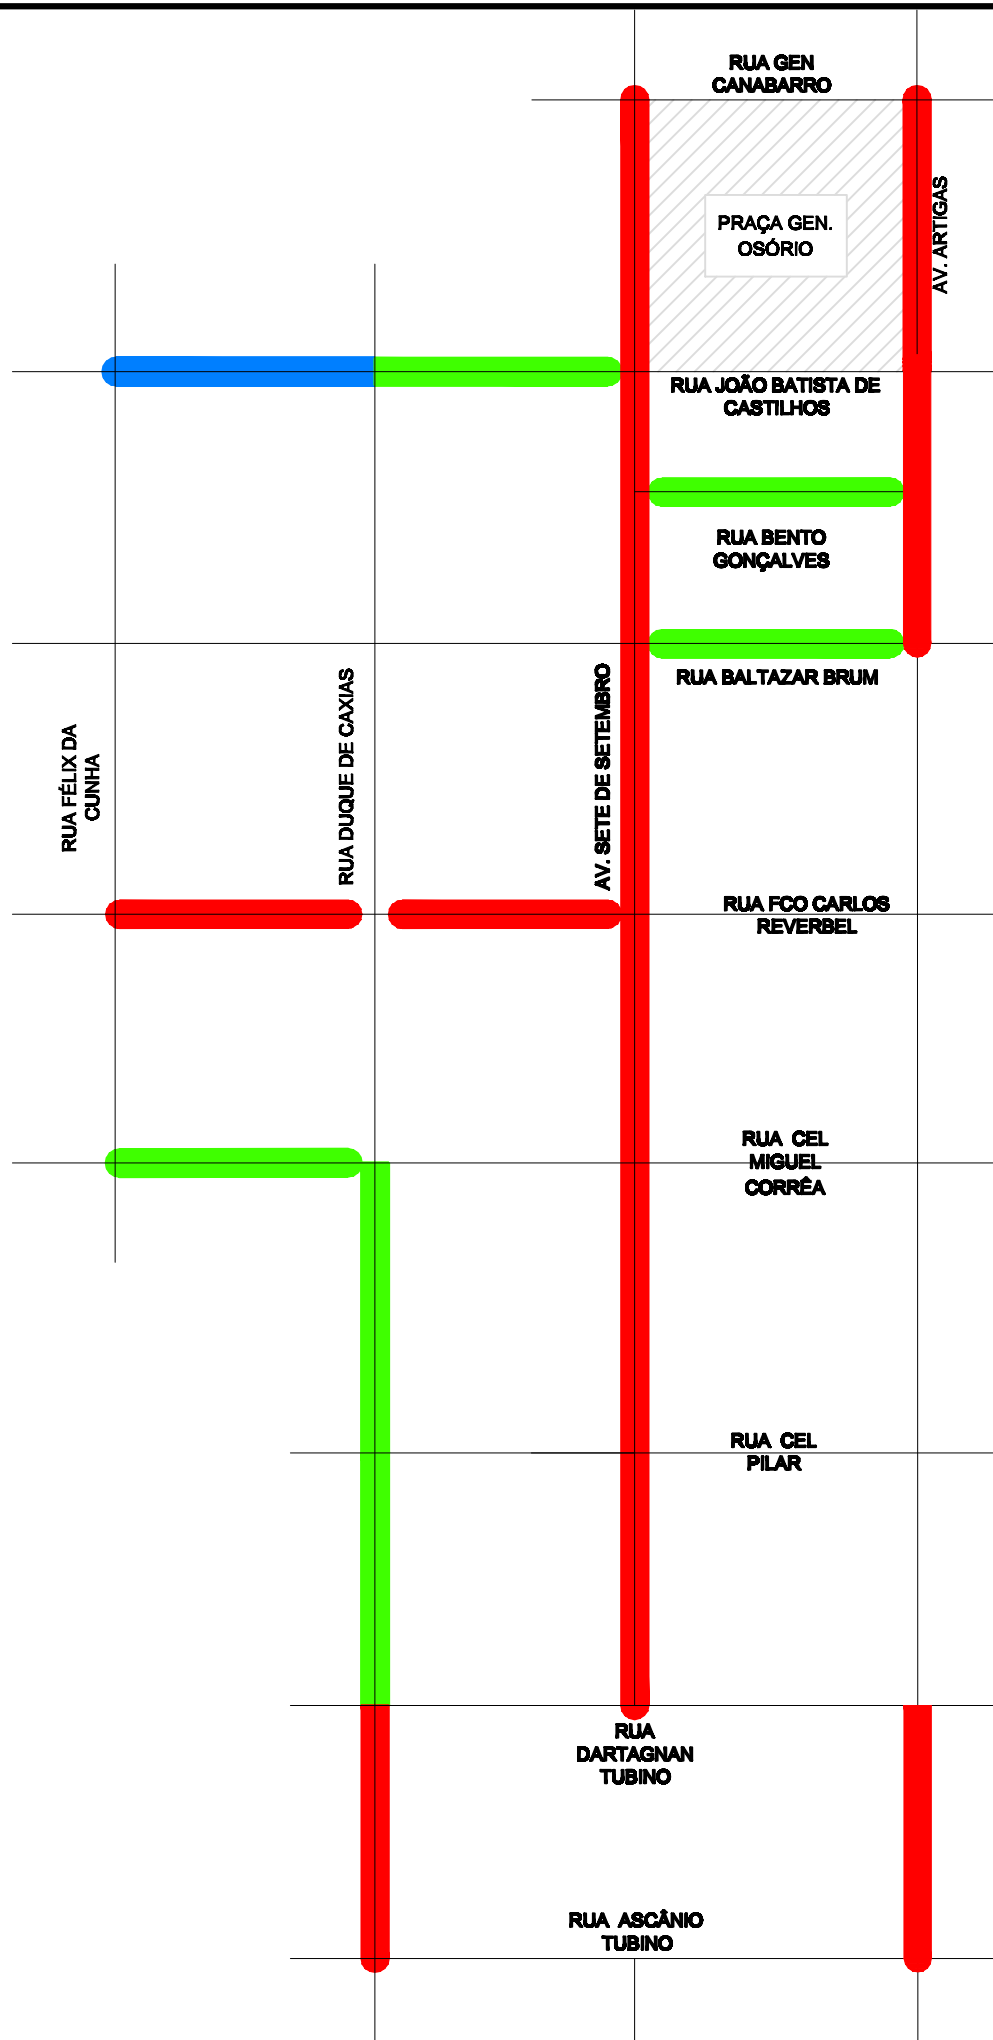 RUA GEN
CANABARRO
PRAÇA GEN.
OSÓRIO
AV. ARTIGAS
RUA JOÃO BATISTA DE
CASTILHOS
RUA BENTO
GONÇALVES
RUA BALTAZAR BRUM
RUA FÉLIX DA
CUNHA
RUA DUQUE DE CAXIAS
AV. SETE DE SETEMBRO
RUA FCO CARLOS
REVERBEL
RUA CEL
MIGUEL
CORRÊA
RUA CEL
PILAR
RUA
DARTAGNAN
TUBINO
RUA ASCÂNIO
TUBINO